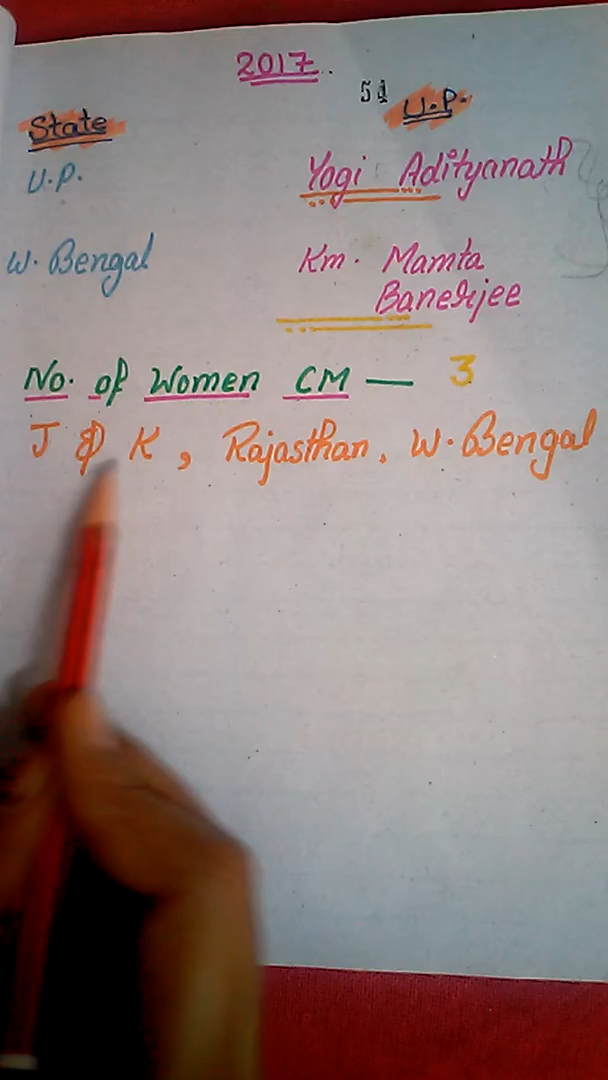 2017
51 U.P.
State
U.P. Yogi Adityanath
W. Bengal Km. Mamta
Banerjee
No. of Women CM — 3
J & K, Rajasthan, W. Bengal